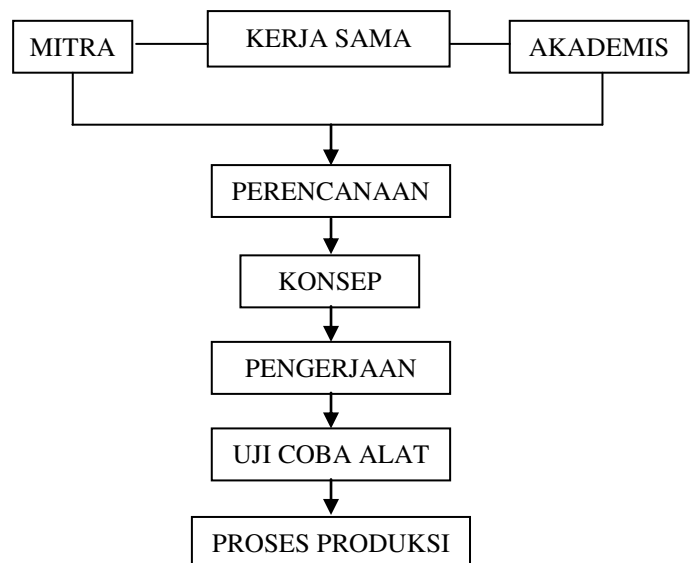 MITRA
KERJA SAMA
AKADEMIS
PERENCANAAN
KONSEP
PENGERJAAN
UJI COBA ALAT
PROSES PRODUKSI